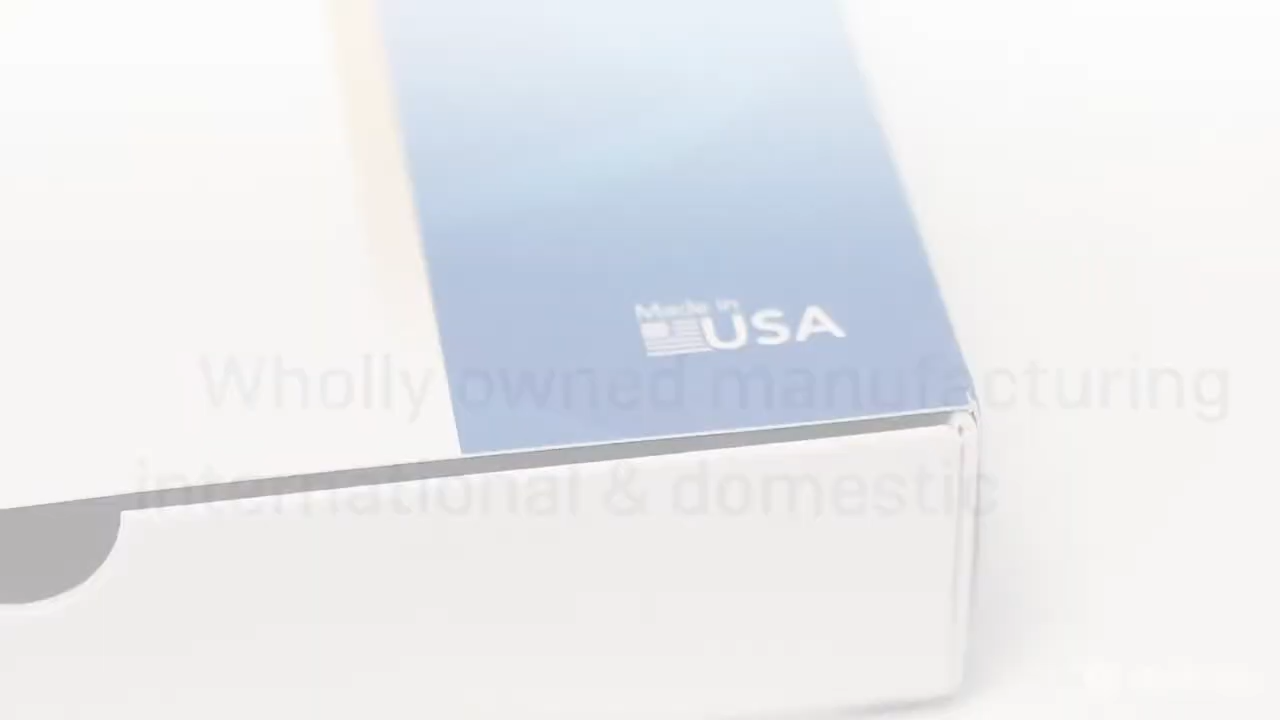 Made in
USA
Wholly owned manufacturing
international & domestic